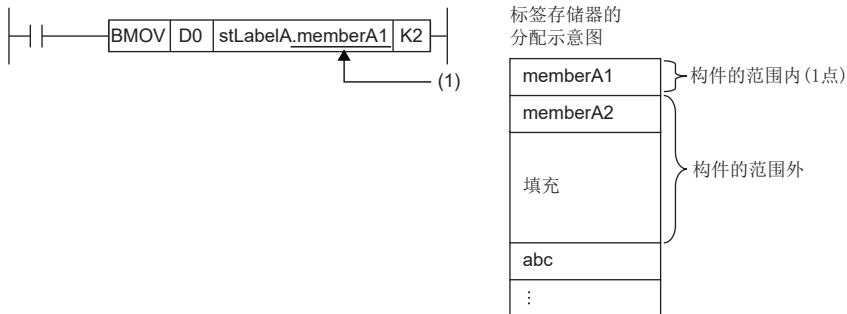 BMOV D0 stLabelA.memberA1 K2
(1)
标签存储器的
分配示意图
memberA1
构件的范围内(1点)
memberA2
填充
构件的范围外
abc
⋮